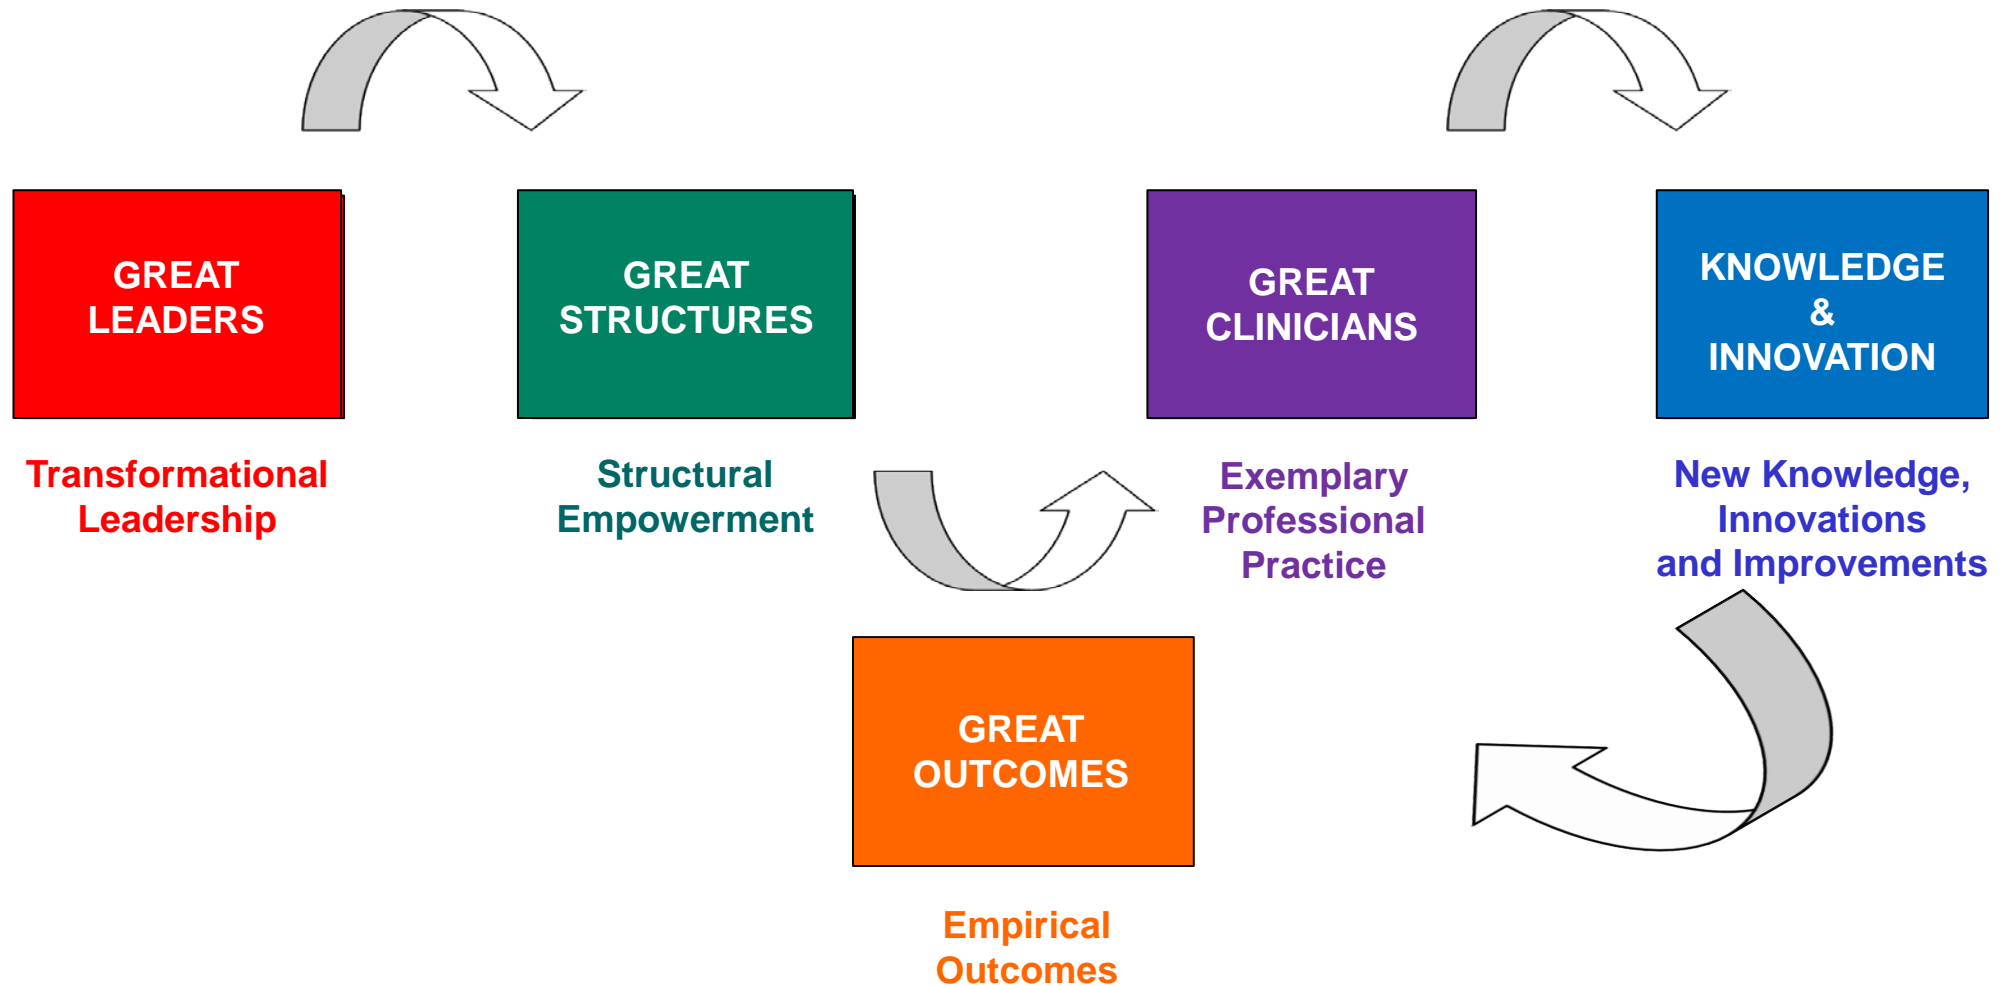 GREAT
LEADERS
GREAT
STRUCTURES
GREAT
CLINICIANS
KNOWLEDGE
&
INNOVATION
Transformational
Leadership
Structural
Empowerment
Exemplary
Professional
Practice
New Knowledge,
Innovations
and Improvements
GREAT
OUTCOMES
Empirical
Outcomes